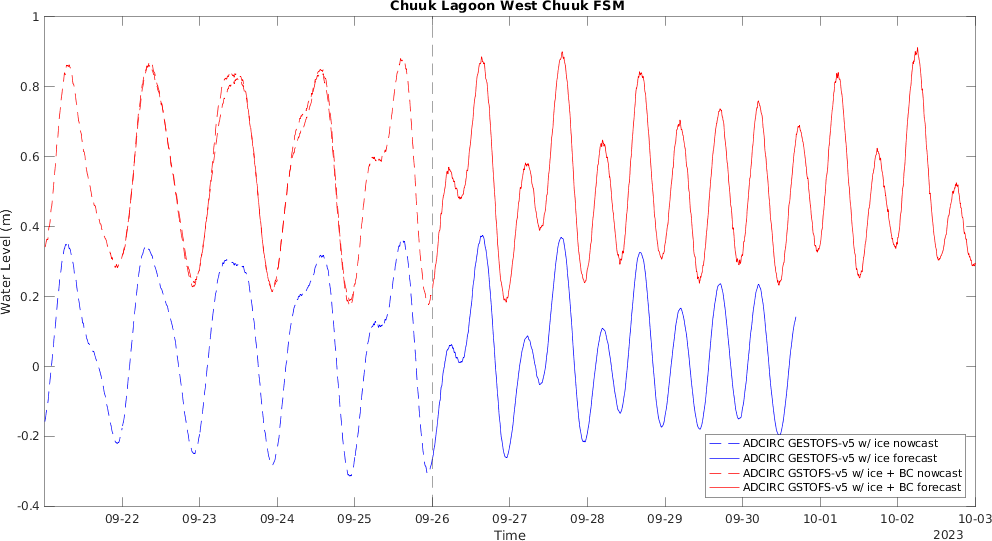 Chuuk Lagoon West Chuuk FSM
1
0.8
0.6
0.4
0.2
0
-0.2
-0.4
Water Level (m)
ADCIRC GESTOFS-v5 w/ ice nowcast
ADCIRC GESTOFS-v5 w/ ice forecast
ADCIRC GSTOFS-v5 w/ ice + BC nowcast
ADCIRC GSTOFS-v5 w/ ice + BC forecast
09-22 09-23 09-24 09-25 09-26 09-27 09-28 09-29 09-30 10-01 10-02 10-03
Time
2023